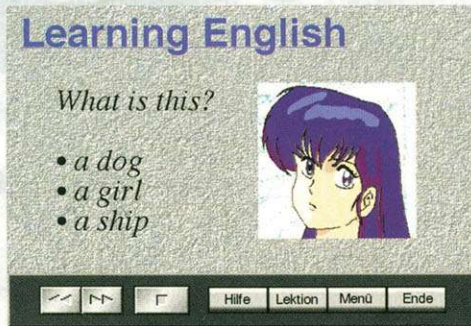 Learning English
What is this?
• a dog
• a girl
• a ship
Hilfe Lektion Menü Ende